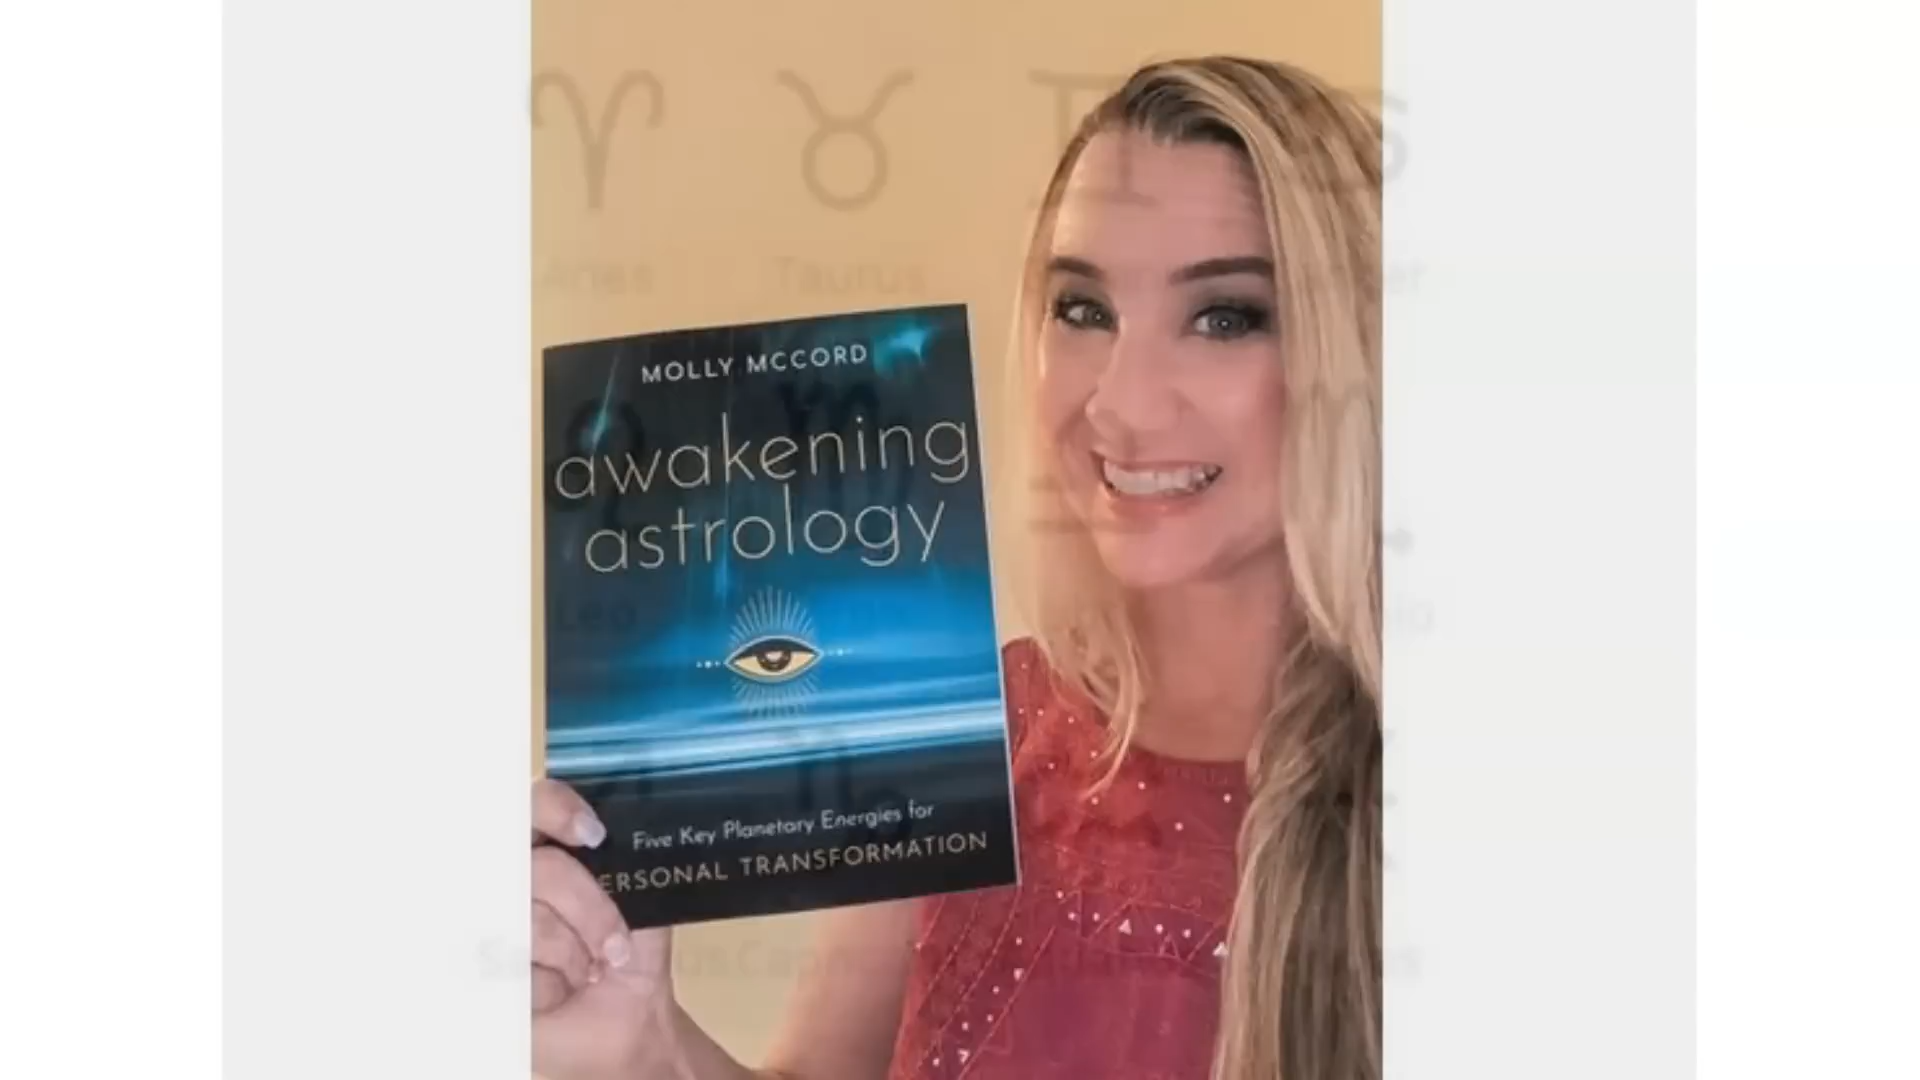 Aries Taurus
MOLLY MCCORD
awakening
astrology
Leo
Five Key Planetary Energies for
ERSONAL TRANSFORMATION